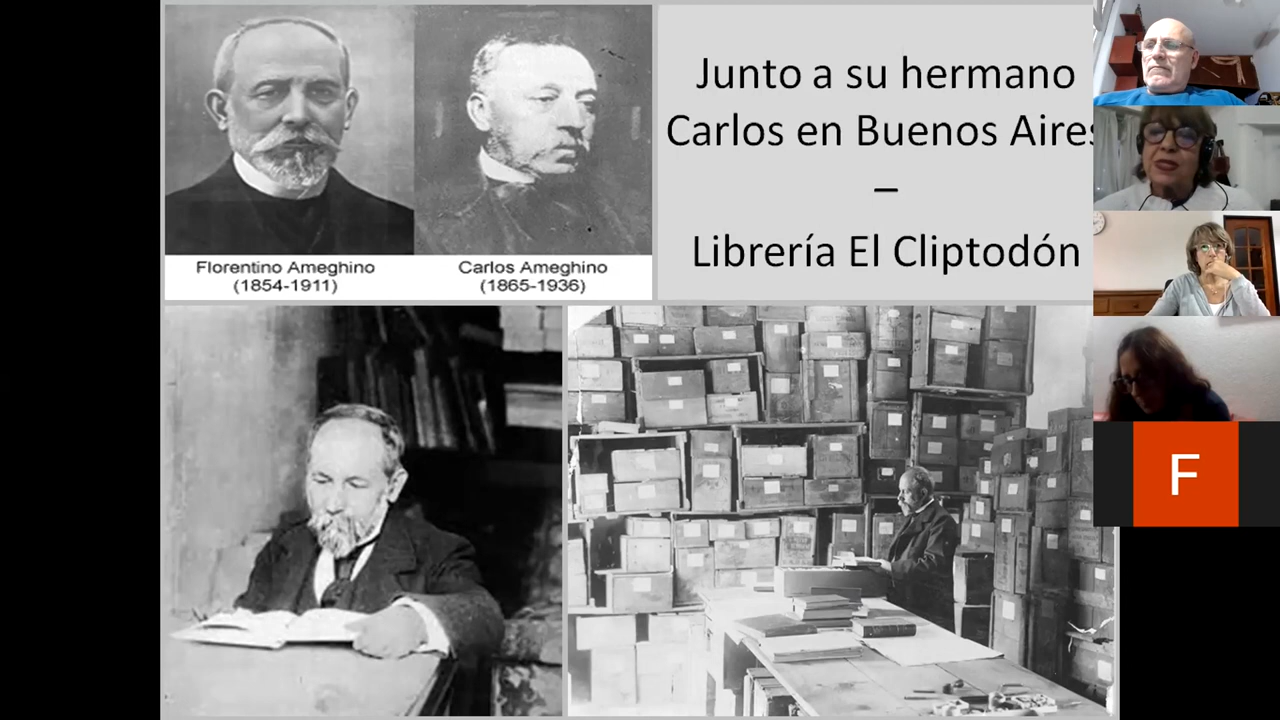 Junto a su hermano
Carlos en Buenos Aires
–
Librería El Cliptodón
Florentino Ameghino
(1854-1911)
Carlos Ameghino
(1865-1936)
F